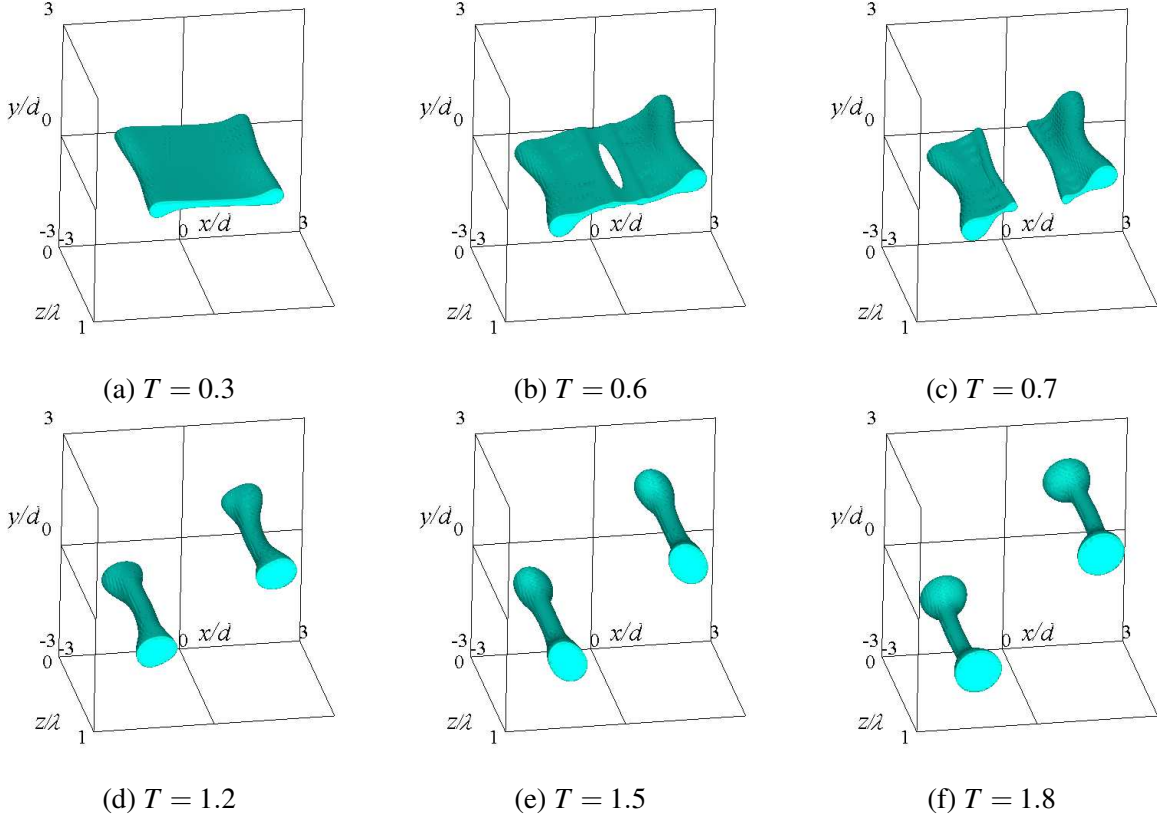 3 3 3
y/d 0 y/d 0 y/d 0
-3 -3 0 x/d 3 -3 -3 0 x/d 3 -3 -3 0 x/d 3
0 0 0
z/λ 1 z/λ 1 z/λ 1
(a) T = 0.3 (b) T = 0.6 (c) T = 0.7
3 3 3
y/d 0 y/d 0 y/d 0
-3 -3 0 x/d 3 -3 -3 0 x/d 3 -3 -3 0 x/d 3
0 0 0
z/λ 1 z/λ 1 z/λ 1
(d) T = 1.2 (e) T = 1.5 (f) T = 1.8